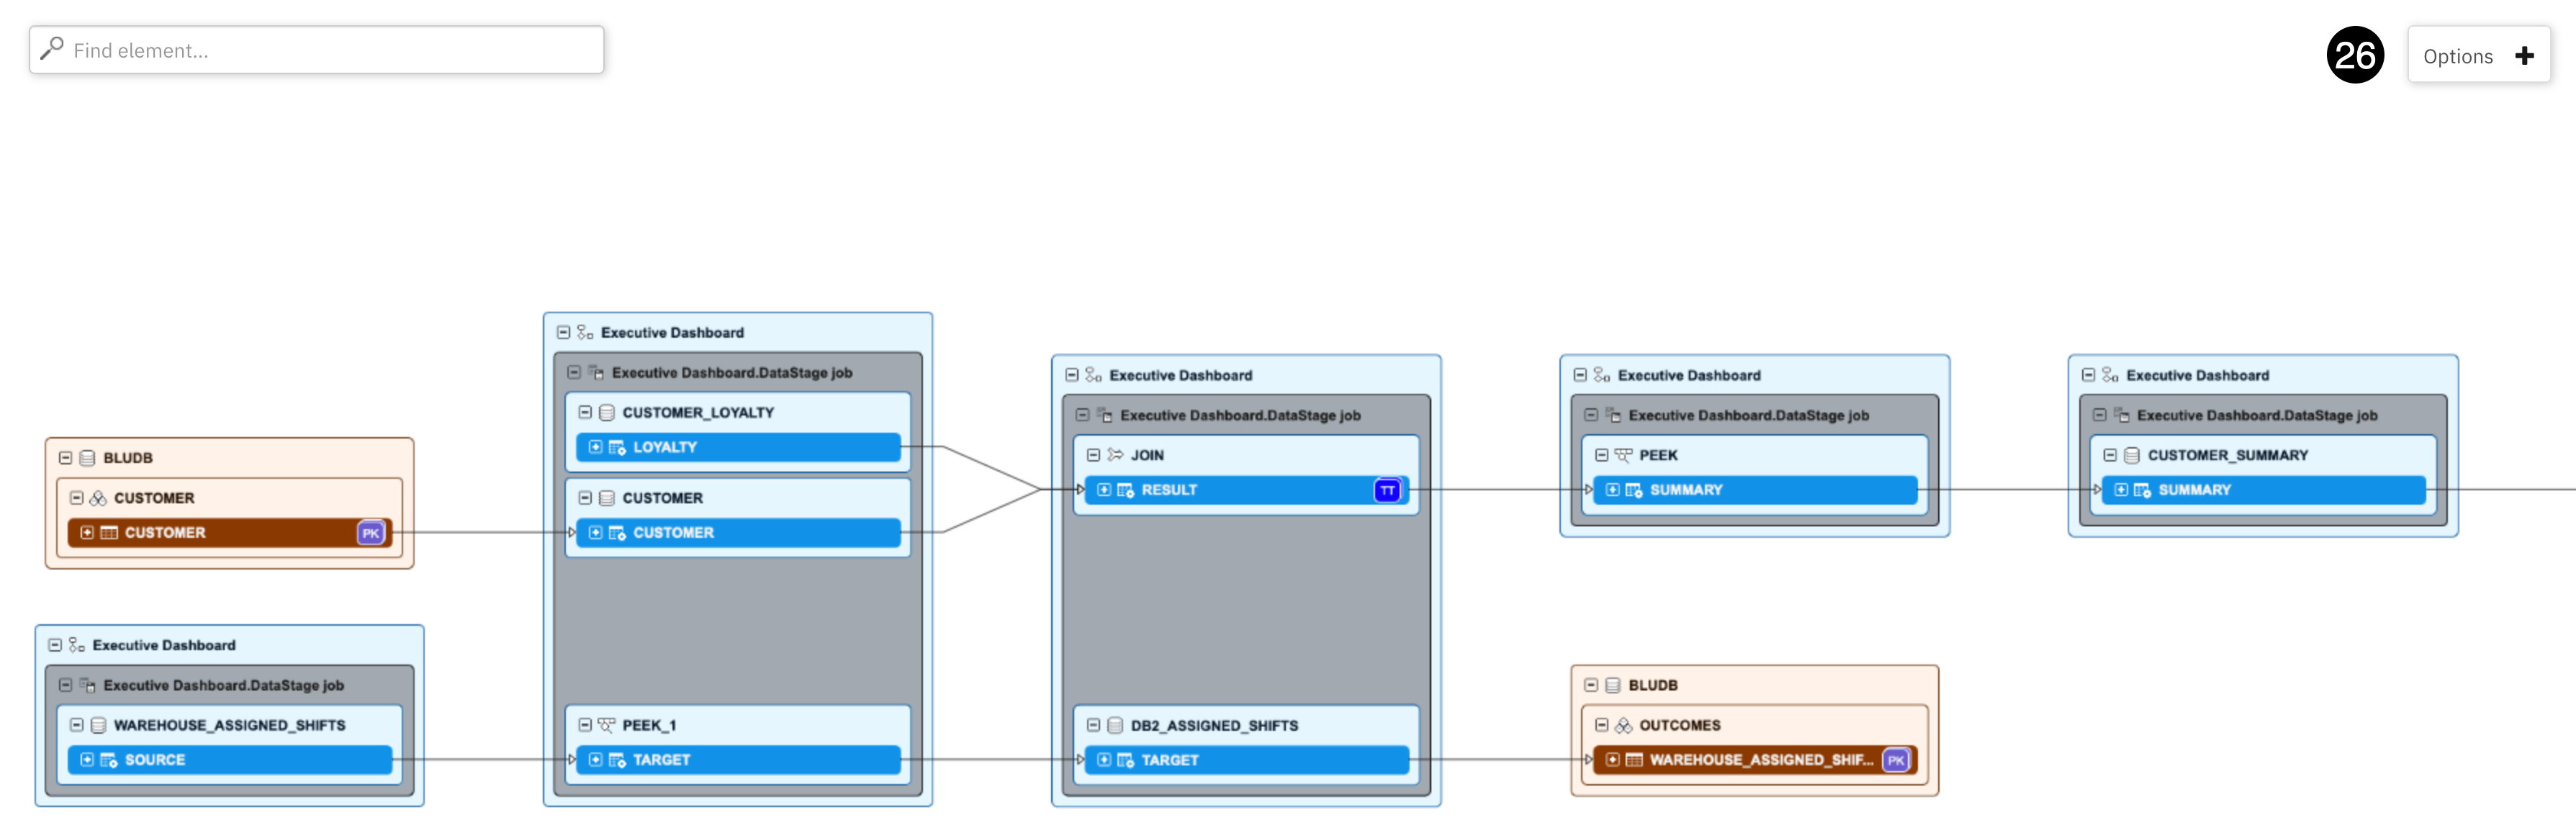 Find element...
26
Options
Executive Dashboard
Executive Dashboard.DataStage job
CUSTOMER_LOYALTY
LOYALTY
CUSTOMER
CUSTOMER
PEEK_1
TARGET
BLUDB
CUSTOMER
CUSTOMER PK
Executive Dashboard
Executive Dashboard.DataStage job
WAREHOUSE_ASSIGNED_SHIFTS
SOURCE
Executive Dashboard
Executive Dashboard.DataStage job
JOIN
RESULT TT
DB2_ASSIGNED_SHIFTS
TARGET
Executive Dashboard
Executive Dashboard.DataStage job
PEEK
SUMMARY
BLUDB
OUTCOMES
WAREHOUSE_ASSIGNED_SHIF... PK
Executive Dashboard
Executive Dashboard.DataStage job
CUSTOMER_SUMMARY
SUMMARY